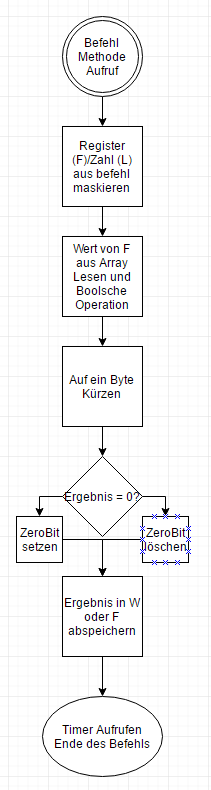 Befehl
Methode
Aufruf
Register
(F)/Zahl (L)
aus befehl
maskieren
Wert von F
aus Array
Lesen und
Boolsche
Operation
Auf ein Byte
Kürzen
Ergebnis = 0?
ZeroBit
setzen
ZeroBit
löschen
Ergebnis in W
oder F
abspeichern
Timer Aufrufen
Ende des Befehls